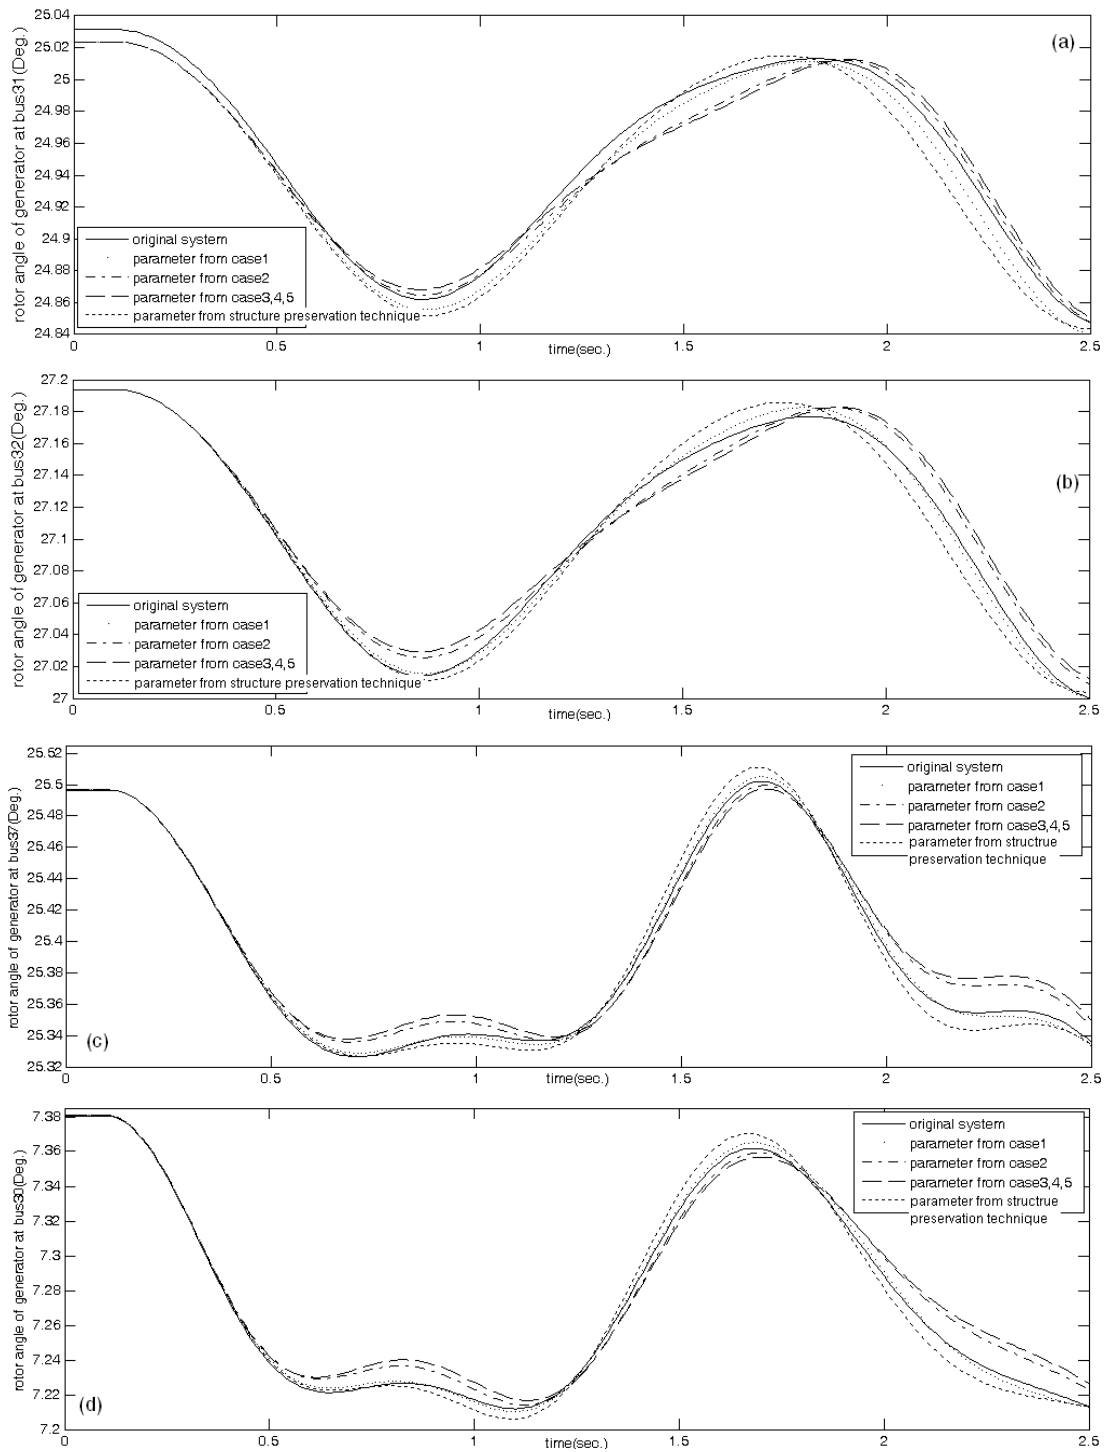 25.04
25.02
25
24.98
24.96
24.94
24.92
24.9
24.88
24.86
24.84
rotor angle of generator at bus31(Deg.)
(a)
original system
parameter from case1
parameter from case2
parameter from case3,4,5
parameter from structure preservation technique
0 0.5 1 1.5 2 2.5
time(sec.)
27.2
27.18
27.16
27.14
27.12
27.1
27.08
27.06
27.04
27.02
27
rotor angle of generator at bus32(Deg.)
(b)
original system
parameter from case1
parameter from case2
parameter from case3,4,5
parameter from structure preservation technique
0 0.5 1 1.5 2 2.5
time(sec.)
25.52
25.5
25.48
25.46
25.44
25.42
25.4
25.38
25.36
25.34
25.32
rotor angle of generator at bus37(Deg.)
original system
parameter from case1
parameter from case2
parameter from case3,4,5
parameter from structrue
preservation technique
(c)
0 0.5 1 1.5 2 2.5
time(sec.)
7.38
7.36
7.34
7.32
7.3
7.28
7.26
7.24
7.22
7.2
rotor angle of generator at bus30(Deg.)
original system
parameter from case1
parameter from case2
parameter from case3,4,5
parameter from structrue
preservation technique
(d)
0 0.5 1 1.5 2 2.5
time(sec.)